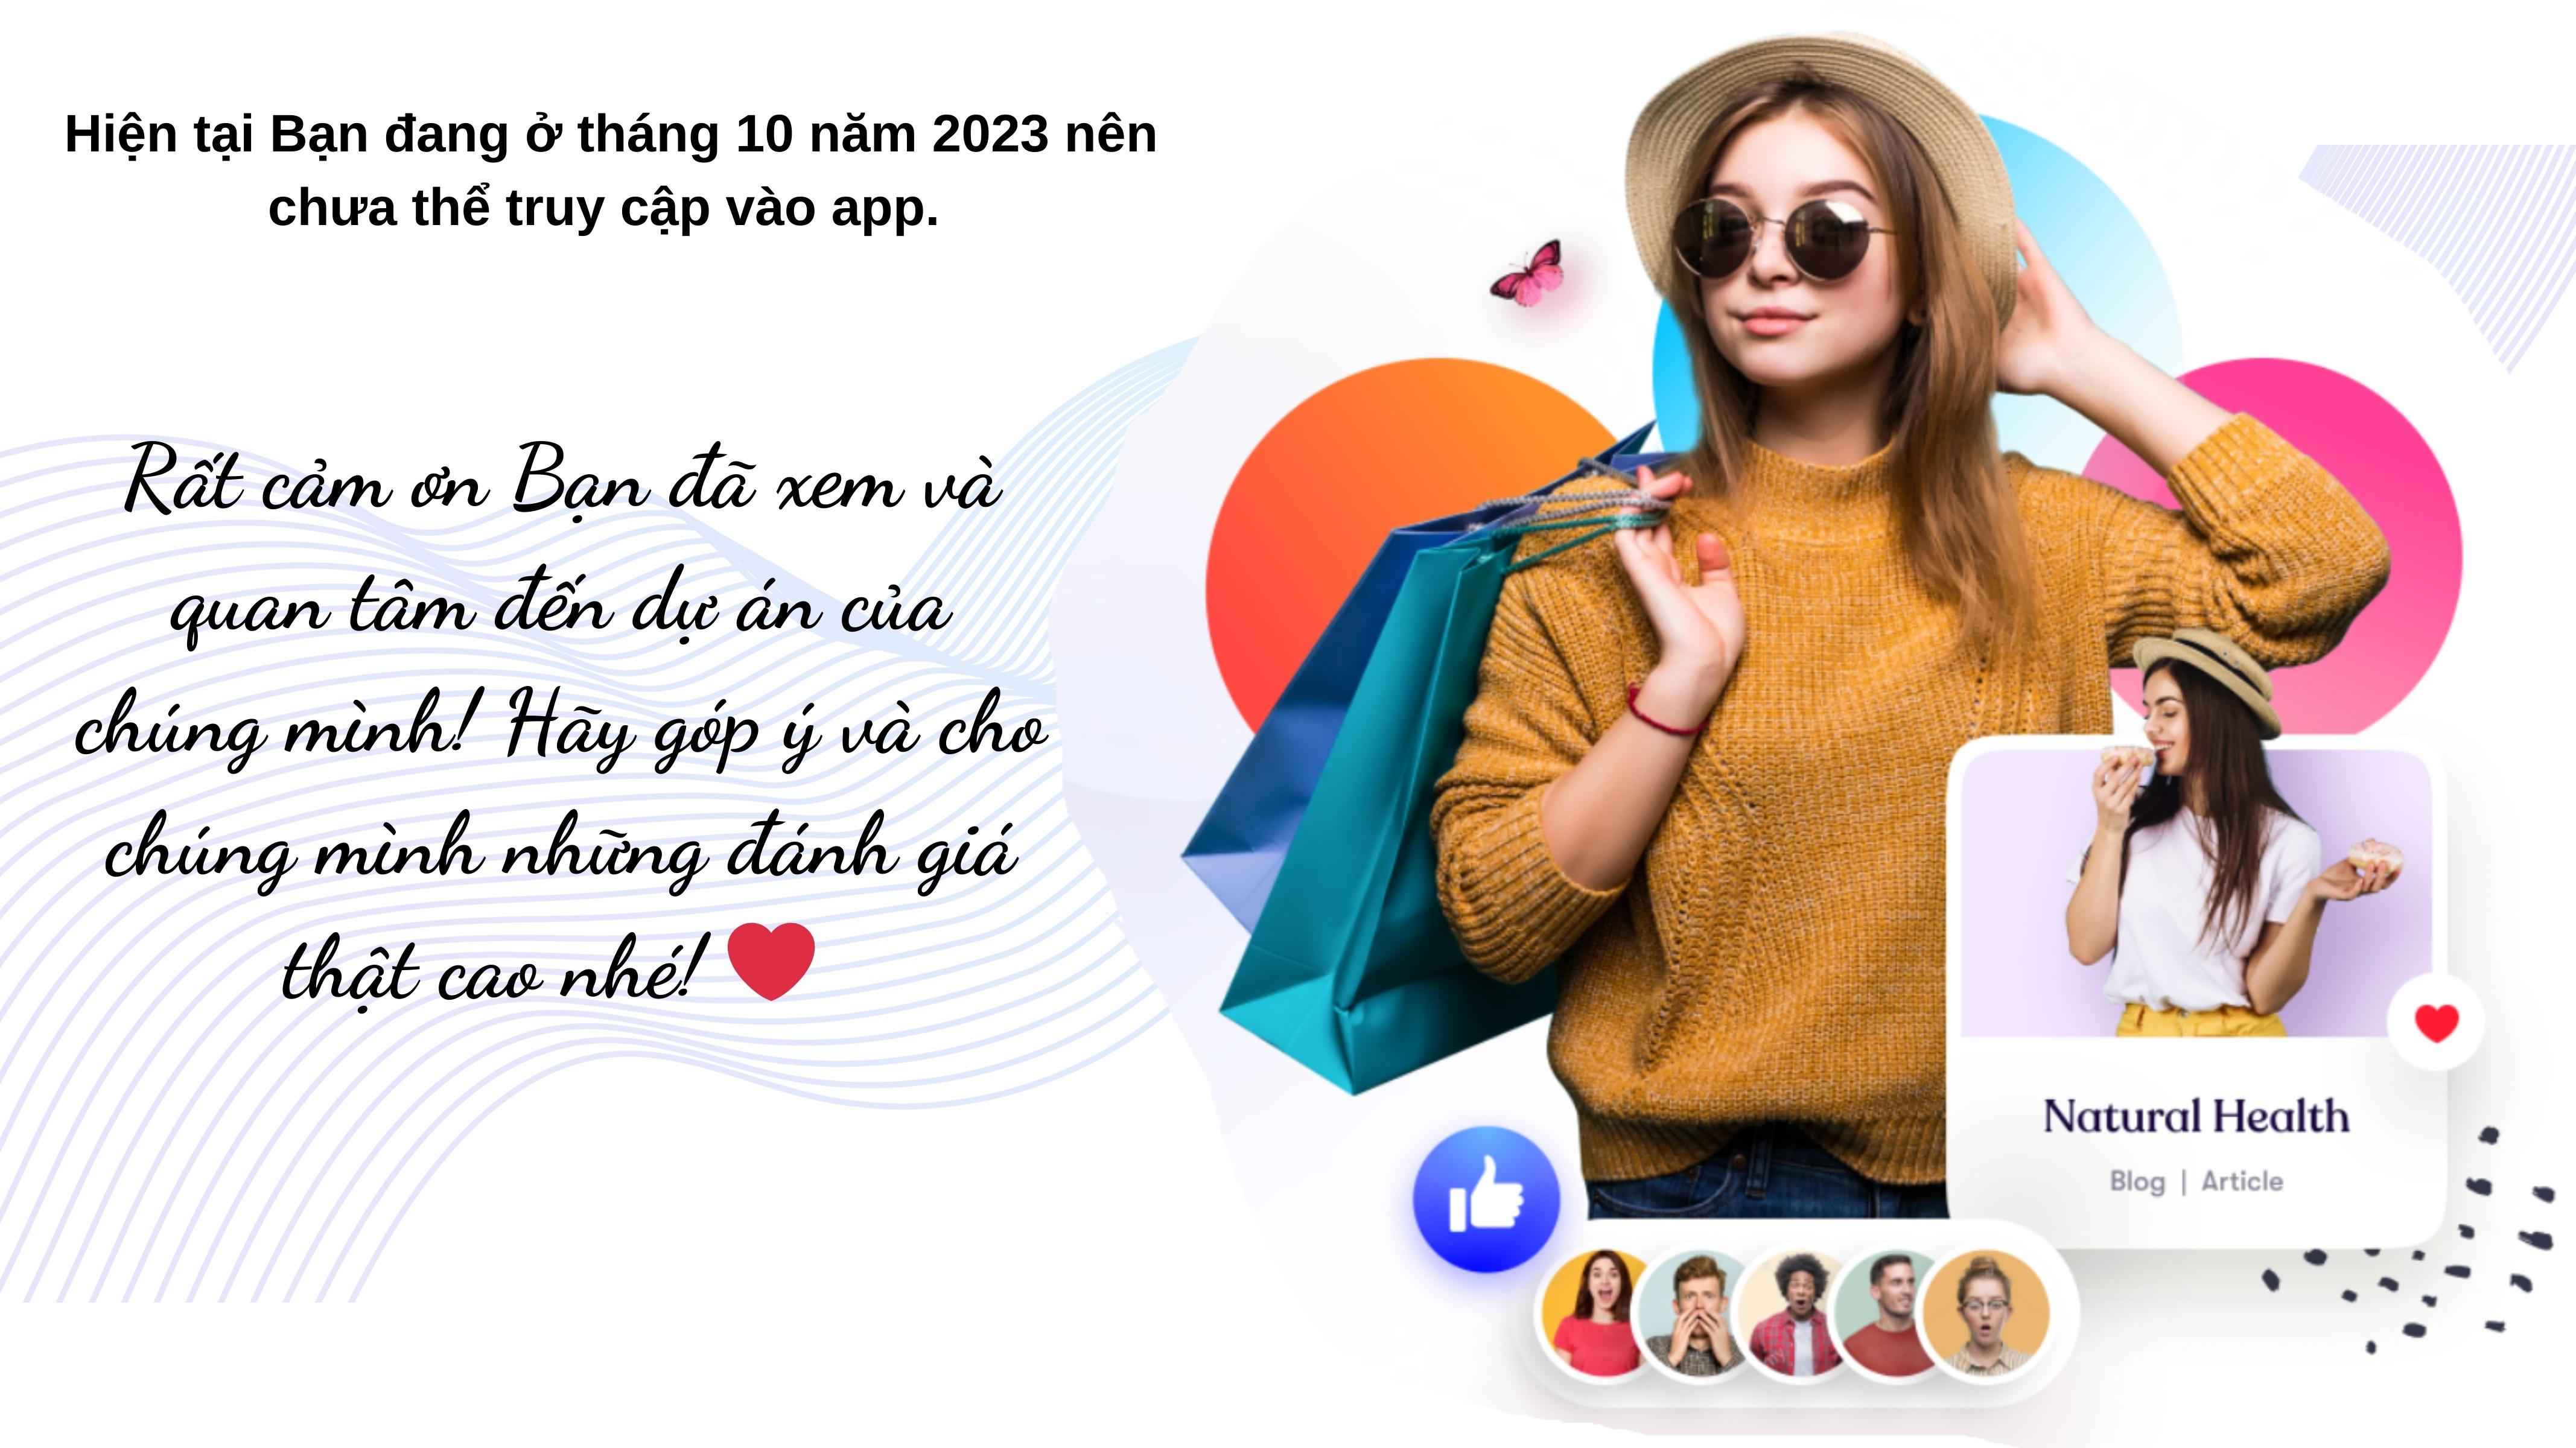 Hiện tại Bạn đang ở tháng 10 năm 2023 nên
chưa thể truy cập vào app.
Rất cảm ơn Bạn đã xem và
quan tâm đến dự án của
chúng mình! Hãy góp ý và cho
chúng mình những đánh giá
thật cao nhé! ❤
Natural Health
Blog | Article